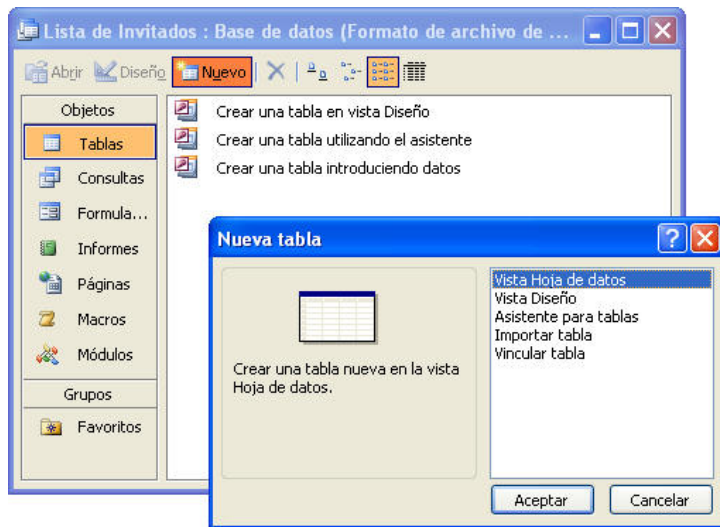 Lista de Invitados : Base de datos (Formato de archivo de ...
Abrir Diseño Nuevo
Objetos
Tablas
Consultas
Formula...
Informes
Páginas
Macros
Módulos
Grupos
Favoritos
Crear una tabla en vista Diseño
Crear una tabla utilizando el asistente
Crear una tabla introduciendo datos
Nueva tabla
Crear una tabla nueva en la vista
Hoja de datos.
Vista Hoja de datos
Vista Diseño
Asistente para tablas
Importar tabla
Vincular tabla
Aceptar Cancelar